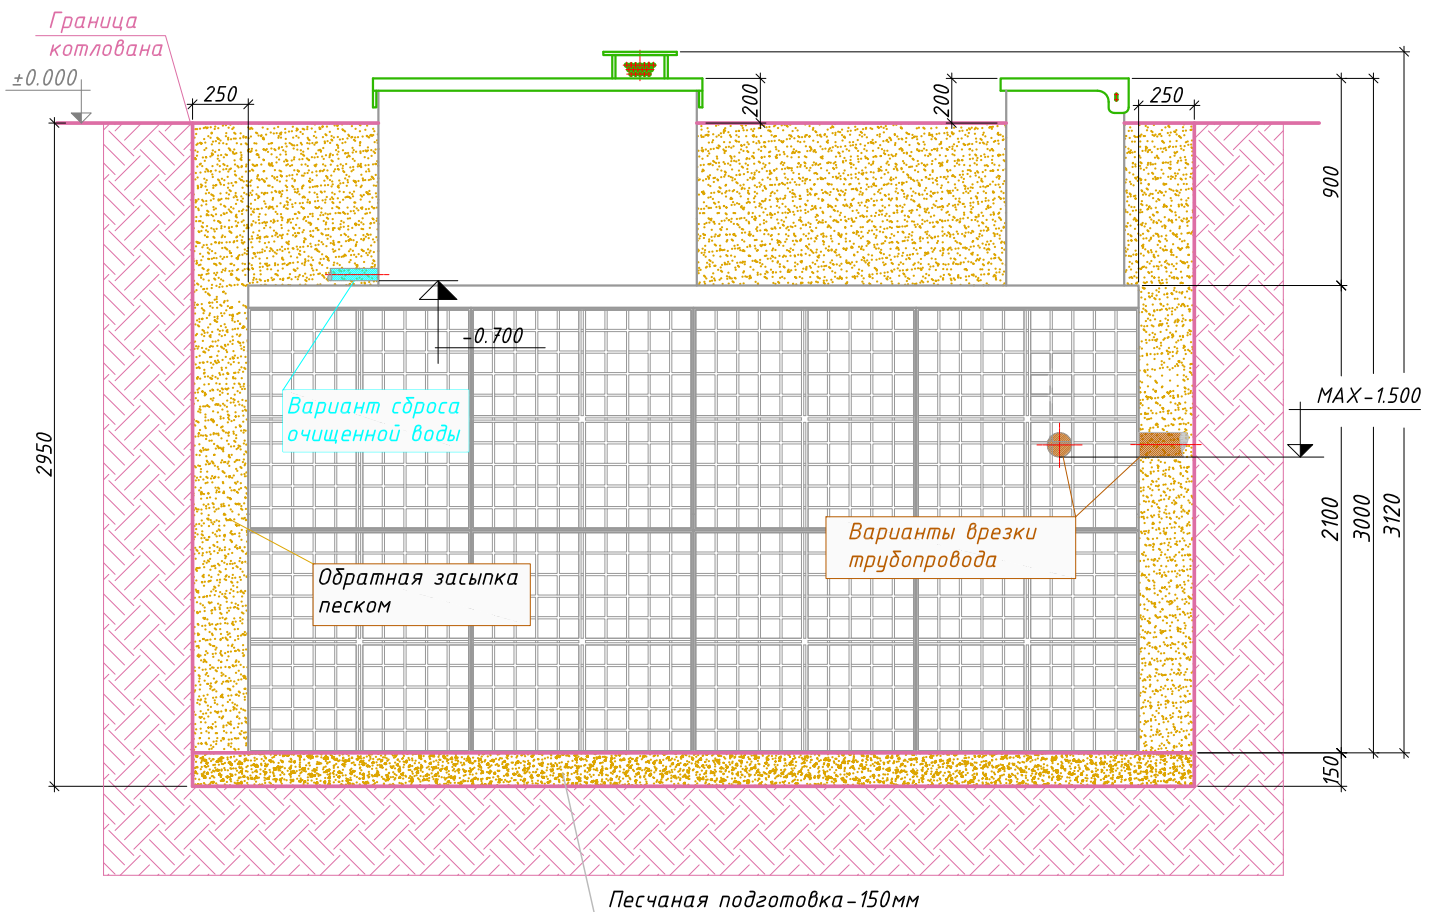 Граница
котлована
±0.000
250
200
200
250
900
-0.700
Вариант сброса
очищенной воды
MAX-1.500
2950
2100
3000
3120
Варианты врезки
трубопровода
Обратная засыпка
песком
150
Песчаная подготовка-150мм